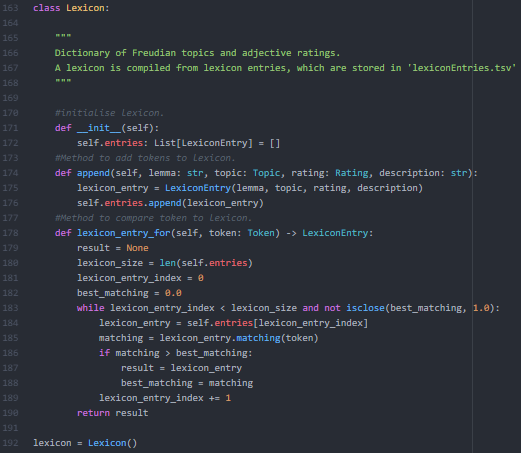 163 class Lexicon:
164
165     """
166     Dictionary of Freudian topics and adjective ratings.
167     A lexicon is compiled from lexicon entries, which are stored in 'lexiconEntries.tsv'
168     """
169
170     #initialise Lexicon.
171     def __init__(self):
172         self.entries: List[LexiconEntry] = []
173     #Method to add tokens to Lexicon.
174     def append(self, lemma: str, topic: Topic, rating: Rating, description: str):
175         lexicon_entry = LexiconEntry(lemma, topic, rating, description)
176         self.entries.append(lexicon_entry)
177     #Method to compare token to Lexicon.
178     def lexicon_entry_for(self, token: Token) -> LexiconEntry:
179         result = None
180         lexicon_size = len(self.entries)
181         lexicon_entry_index = 0
182         best_matching = 0.0
183         while lexicon_entry_index < lexicon_size and not isclose(best_matching, 1.0):
184             lexicon_entry = self.entries[lexicon_entry_index]
185             matching = lexicon_entry.matching(token)
186             if matching > best_matching:
187                 result = lexicon_entry
188                 best_matching = matching
189             lexicon_entry_index += 1
190         return result
191
192 lexicon = Lexicon()